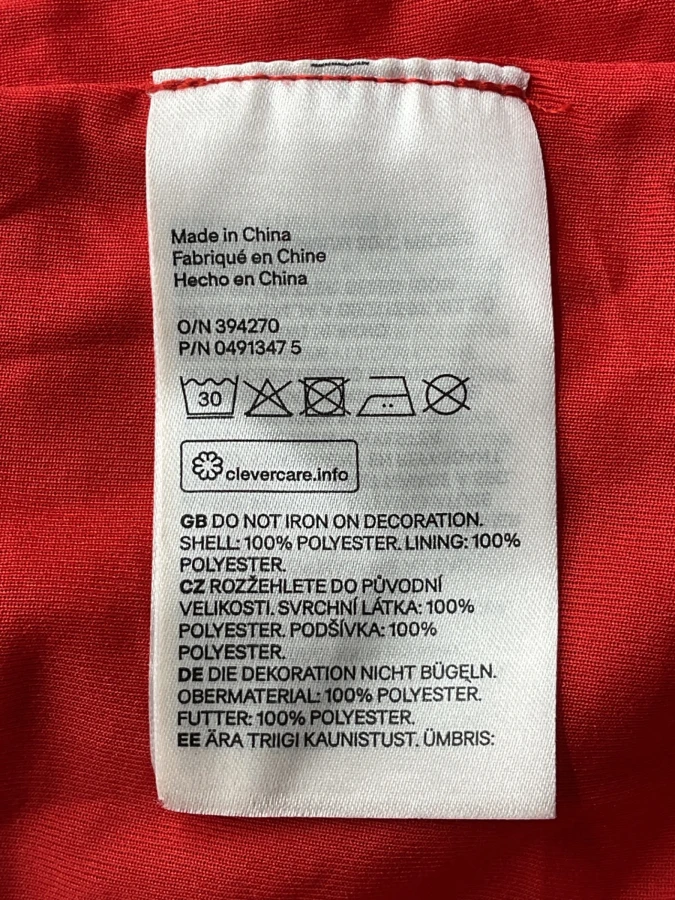 Made in China
Fabriqué en Chine
Hecho en China
O/N 394270
P/N 0491347 5
30
clevercare.info
GB DO NOT IRON ON DECORATION.
SHELL: 100% POLYESTER. LINING: 100%
POLYESTER.
CZ ROZŽEHLETE DO PŮVODNÍ
VELIKOSTI. SVRCHNÍ LÁTKA: 100%
POLYESTER. PODŠÍVKA: 100%
POLYESTER.
DE DIE DEKORATION NICHT BÜGELN.
OBERMATERIAL: 100% POLYESTER.
FUTTER: 100% POLYESTER.
EE ÄRA TRIIGI KAUNISTUST. ÜMBRIS: